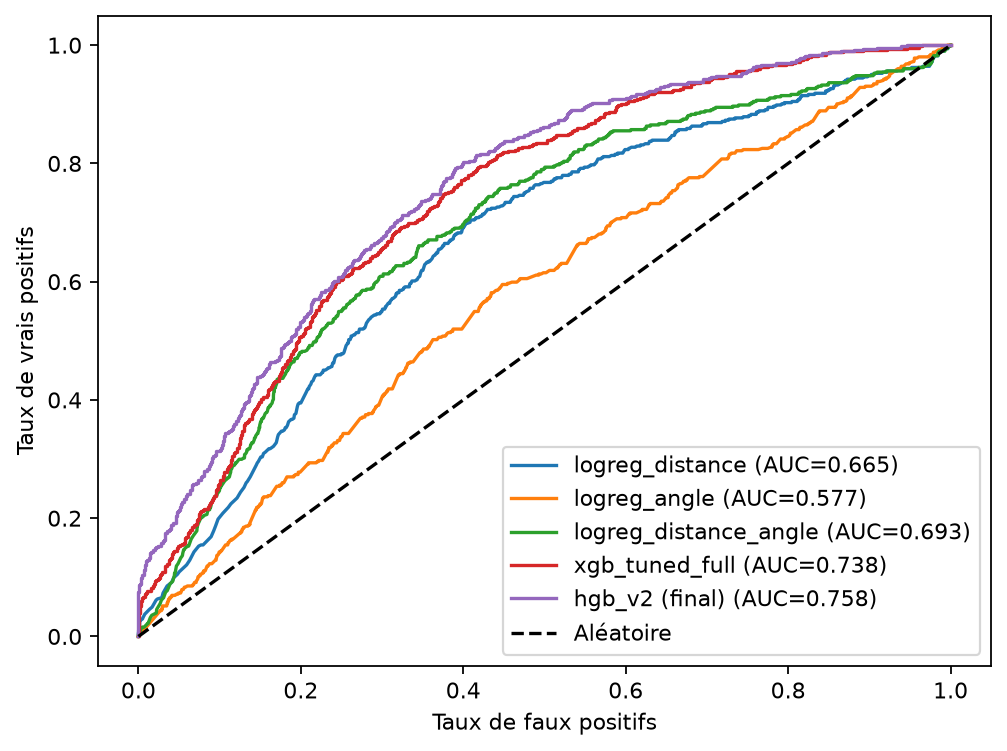 1.0
0.8
0.6
0.4
0.2
0.0
Taux de vrais positifs
logreg_distance (AUC=0.665)
logreg_angle (AUC=0.577)
logreg_distance_angle (AUC=0.693)
xgb_tuned_full (AUC=0.738)
hgb_v2 (final) (AUC=0.758)
Aléatoire
0.0 0.2 0.4 0.6 0.8 1.0
Taux de faux positifs